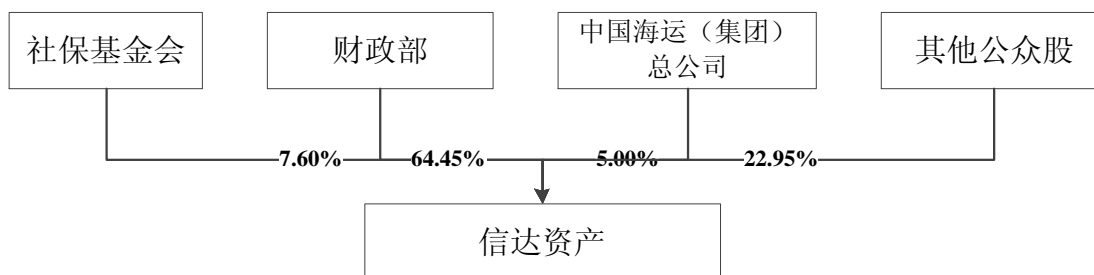 社保基金会
财政部
中国海运（集团）
总公司
其他公众股
7.60%
64.45%
5.00%
22.95%
信达资产